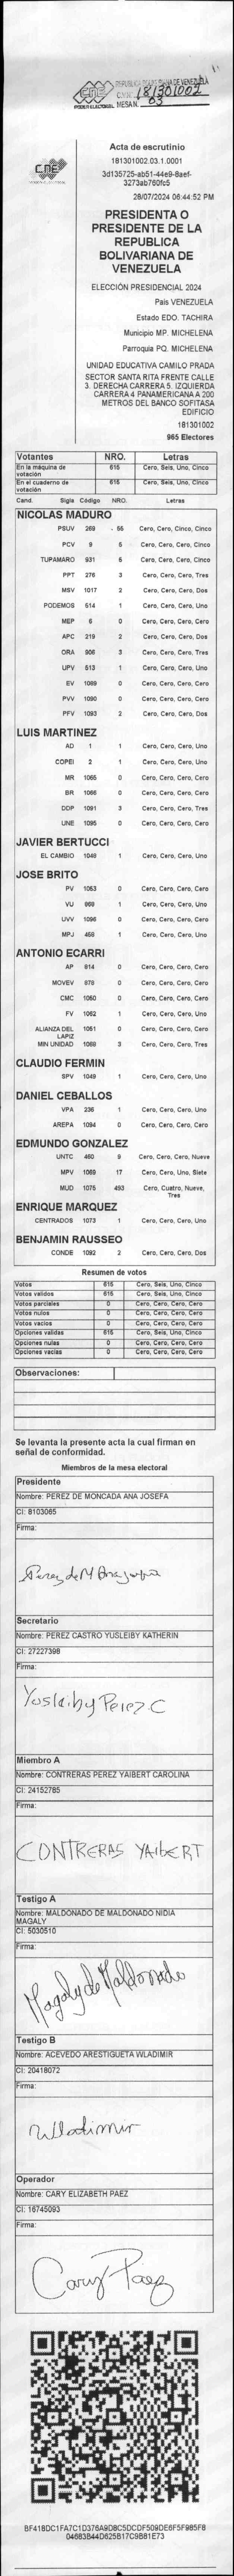 CNE
PODER ELECTORAL
REPUBLICA BOLIVARIANA DE VENEZUELA
C.N.V. 181301002
MESA N. 03
CNE
Acta de escrutinio
181301002.03.1.0001
3d135725-ab51-44e9-8aef-
3273ab760fc5
28/07/2024 06:44:52 PM
PRESIDENTA O
PRESIDENTE DE LA
REPUBLICA
BOLIVARIANA DE
VENEZUELA
ELECCIÓN PRESIDENCIAL 2024
País VENEZUELA
Estado EDO. TACHIRA
Municipio MP. MICHELENA
Parroquia PQ. MICHELENA
UNIDAD EDUCATIVA CAMILO PRADA
SECTOR SANTA RITA FRENTE CALLE
3. DERECHA CARRERA 5. IZQUIERDA
CARRERA 4 PANAMERICANA A 200
METROS DEL BANCO SOFITASA
EDIFICIO
181301002
965 Electores
Votantes NRO. Letras
En la máquina de votación 615 Cero, Seis, Uno, Cinco
En el cuaderno de votación 615 Cero, Seis, Uno, Cinco
Cand. Sigla Código NRO. Letras
NICOLAS MADURO
PSUV 269 - 55 Cero, Cero, Cinco, Cinco
PCV 9 5 Cero, Cero, Cero, Cinco
TUPAMARO 931 5 Cero, Cero, Cero, Cinco
PPT 276 3 Cero, Cero, Cero, Tres
MSV 1017 2 Cero, Cero, Cero, Dos
PODEMOS 514 1 Cero, Cero, Cero, Uno
MEP 6 0 Cero, Cero, Cero, Cero
APC 219 2 Cero, Cero, Cero, Dos
ORA 906 3 Cero, Cero, Cero, Tres
UPV 513 1 Cero, Cero, Cero, Uno
EV 1089 0 Cero, Cero, Cero, Cero
PVV 1090 0 Cero, Cero, Cero, Cero
PFV 1093 2 Cero, Cero, Cero, Dos
LUIS MARTINEZ
AD 1 1 Cero, Cero, Cero, Uno
COPEI 2 1 Cero, Cero, Cero, Uno
MR 1065 0 Cero, Cero, Cero, Cero
BR 1066 0 Cero, Cero, Cero, Cero
DDP 1091 3 Cero, Cero, Cero, Tres
UNE 1095 0 Cero, Cero, Cero, Cero
JAVIER BERTUCCI
EL CAMBIO 1048 1 Cero, Cero, Cero, Uno
JOSE BRITO
PV 1053 0 Cero, Cero, Cero, Cero
VU 969 1 Cero, Cero, Cero, Uno
UVV 1096 0 Cero, Cero, Cero, Cero
MPJ 458 1 Cero, Cero, Cero, Uno
ANTONIO ECARRI
AP 814 0 Cero, Cero, Cero, Cero
MOVEV 878 0 Cero, Cero, Cero, Cero
CMC 1050 0 Cero, Cero, Cero, Cero
FV 1052 1 Cero, Cero, Cero, Uno
ALIANZA DEL LAPIZ 1051 0 Cero, Cero, Cero, Cero
MIN UNIDAD 1088 3 Cero, Cero, Cero, Tres
CLAUDIO FERMIN
SPV 1049 1 Cero, Cero, Cero, Uno
DANIEL CEBALLOS
VPA 236 1 Cero, Cero, Cero, Uno
AREPA 1094 0 Cero, Cero, Cero, Cero
EDMUNDO GONZALEZ
UNTC 460 9 Cero, Cero, Cero, Nueve
MPV 1069 17 Cero, Cero, Uno, Siete
MUD 1075 493 Cero, Cuatro, Nueve, Tres
ENRIQUE MARQUEZ
CENTRADOS 1073 1 Cero, Cero, Cero, Uno
BENJAMIN RAUSSEO
CONDE 1092 2 Cero, Cero, Cero, Dos
Resumen de votos
Votos 615 Cero, Seis, Uno, Cinco
Votos validos 615 Cero, Seis, Uno, Cinco
Votos parciales 0 Cero, Cero, Cero, Cero
Votos nulos 0 Cero, Cero, Cero, Cero
Votos vacios 0 Cero, Cero, Cero, Cero
Opciones validas 615 Cero, Seis, Uno, Cinco
Opciones nulas 0 Cero, Cero, Cero, Cero
Opciones vacias 0 Cero, Cero, Cero, Cero
Observaciones:
Se levanta la presente acta la cual firman en
señal de conformidad.
Miembros de la mesa electoral
Presidente
Nombre: PEREZ DE MONCADA ANA JOSEFA
CI: 8103065
Firma:
Perez de M Ana Josefa
Secretario
Nombre: PEREZ CASTRO YUSLEIBY KATHERIN
CI: 27227398
Firma:
Yusleiby Perez C
Miembro A
Nombre: CONTRERAS PEREZ YAIBERT CAROLINA
CI: 24152785
Firma:
CONTRERAS YAIBERT
Testigo A
Nombre: MALDONADO DE MALDONADO NIDIA
MAGALY
CI: 5030510
Firma:
Magaly de Maldonado
Testigo B
Nombre: ACEVEDO ARESTIGUETA WLADIMIR
CI: 20418072
Firma:
Wladimir
Operador
Nombre: CARY ELIZABETH PAEZ
CI: 16745093
Firma:
Cary Paez
BF418DC1FA7C1D376A9D8C5DCDF509DE6F5F985F8
04683B44D625B17C9B81E73